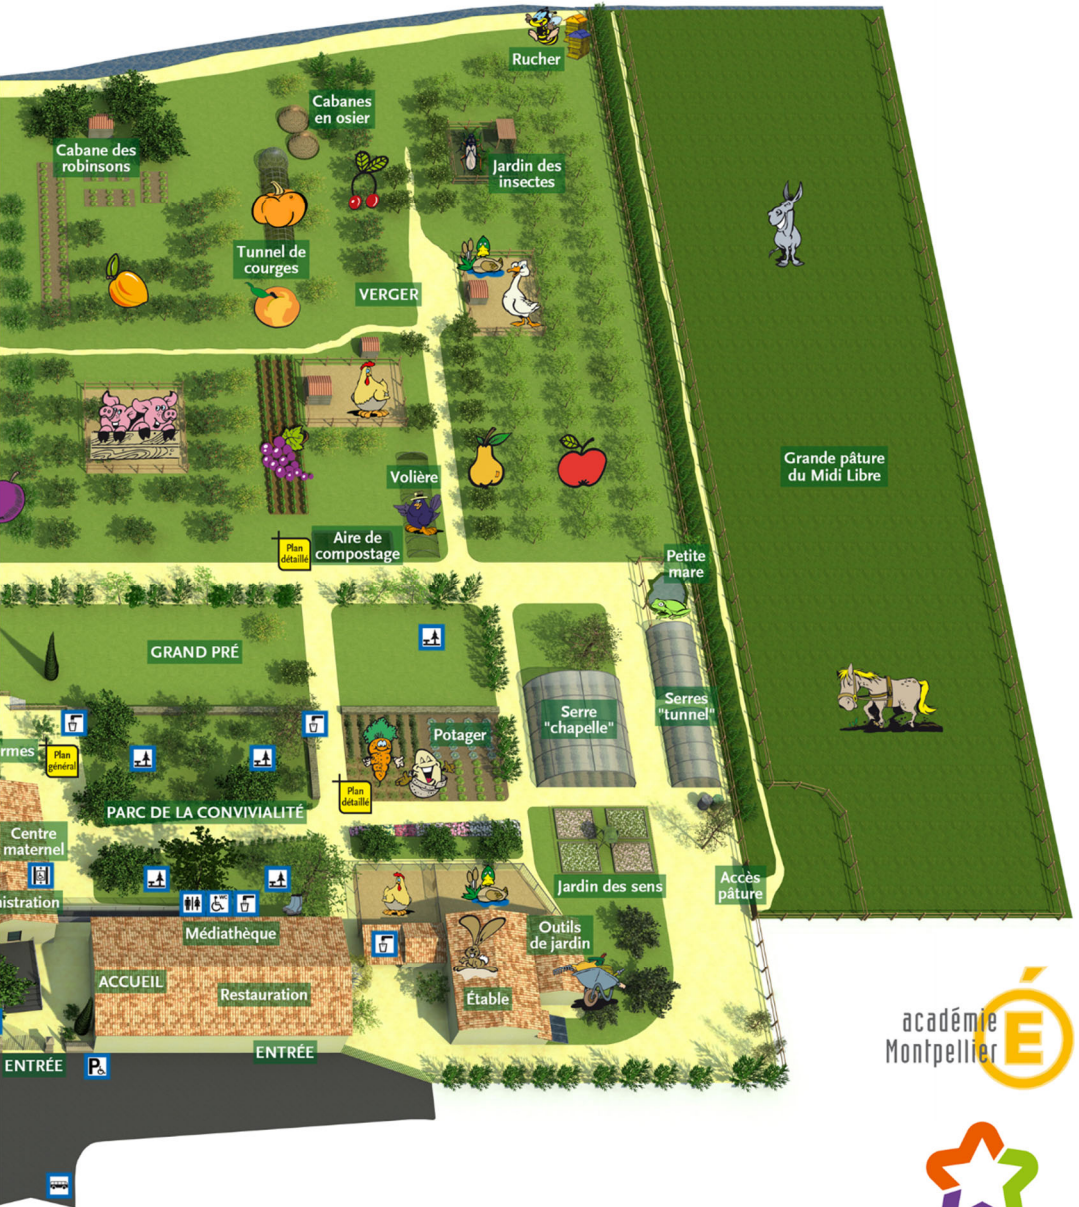 Rucher
Cabanes
en osier
Cabane des
robinsons
Jardin des
insectes
Tunnel de
courges
VERGER
Grande pâture
du Midi Libre
Volière
Aire de
compostage
Plan
détaillé
Petite
mare
GRAND PRÉ
Serre
"chapelle"
Serres
"tunnel"
Potager
rmes
Plan
général
Plan
détaillé
PARC DE LA CONVIVIALITÉ
Centre
maternel
Jardin des sens
Accès
pâture
nistration
Médiathèque
Outils
de jardin
ACCUEIL
Restauration
Étable
ENTRÉE
ENTRÉE
P
académie
Montpellier
É